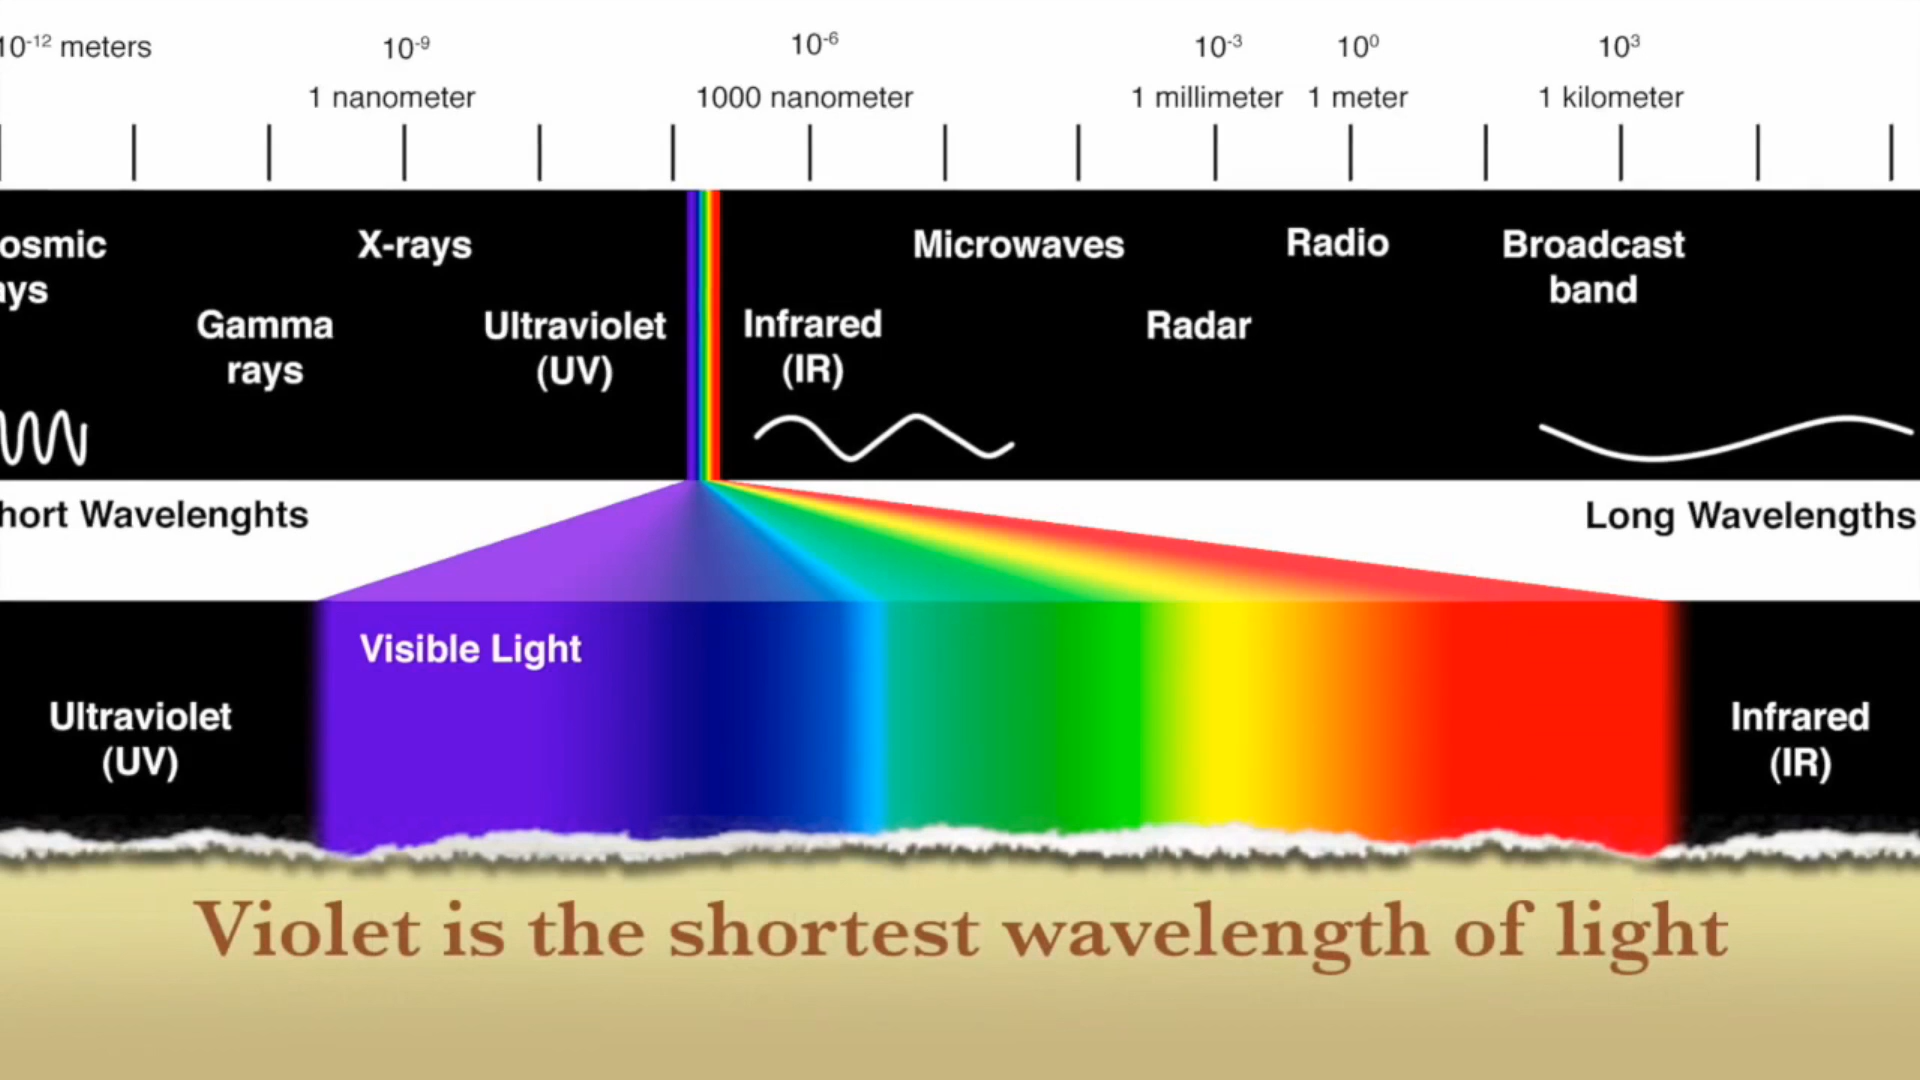 10⁻¹² meters 10⁻⁹ 10⁻⁶ 10⁻³ 10⁰ 10³
1 nanometer 1000 nanometer 1 millimeter 1 meter 1 kilometer
osmic X-rays Microwaves Radio Broadcast
ays band
Gamma Ultraviolet Infrared Radar
rays (UV) (IR)
hort Wavelenghts Long Wavelengths
Visible Light
Ultraviolet Infrared
(UV) (IR)
Violet is the shortest wavelength of light